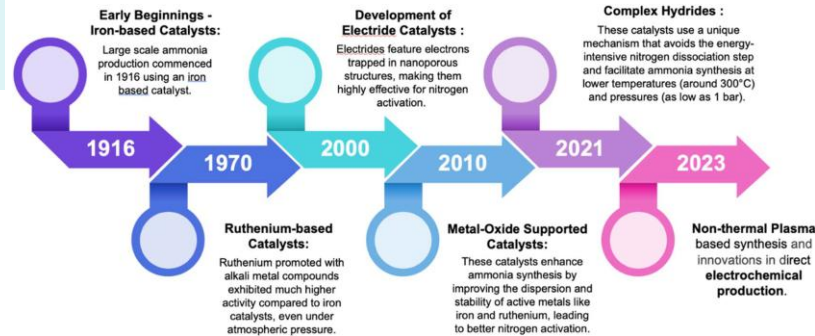 Early Beginnings -
Iron-based Catalysts:
Large scale ammonia
production commenced
in 1916 using an iron
based catalyst.
Development of
Electride Catalysts :
Electrides feature electrons
trapped in nanoporous
structures, making them
highly effective for nitrogen
activation.
Complex Hydrides :
These catalysts use a unique
mechanism that avoids the energy-
intensive nitrogen dissociation step
and facilitate ammonia synthesis at
lower temperatures (around 300°C)
and pressures (as low as 1 bar).
1916
1970
2000
2010
2021
2023
Ruthenium-based
Catalysts:
Ruthenium promoted with
alkali metal compounds
exhibited much higher
activity compared to iron
catalysts, even under
atmospheric pressure.
Metal-Oxide Supported
Catalysts:
These catalysts enhance
ammonia synthesis by
improving the dispersion and
stability of active metals like
iron and ruthenium, leading
to better nitrogen activation.
Non-thermal Plasma
based synthesis and
innovations in direct
electrochemical
production.